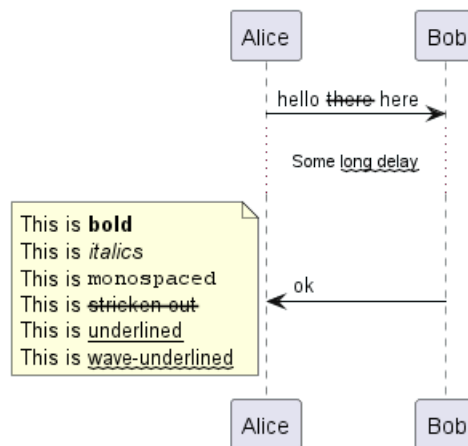 Alice Bob
hello there here
Some long delay
This is bold
This is italics
This is monospaced
This is stricken out
This is underlined
This is wave-underlined
ok
Alice Bob